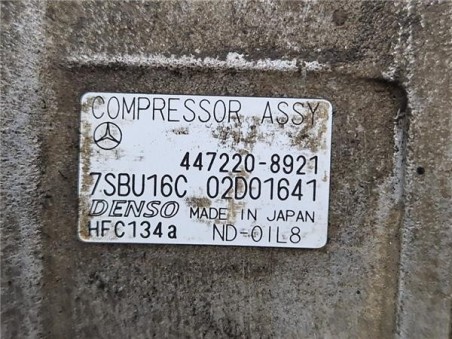 COMPRESSOR ASSY
447220-8921
7SBU16C 02D01641
DENSO MADE IN JAPAN
HFC134a ND-OIL8